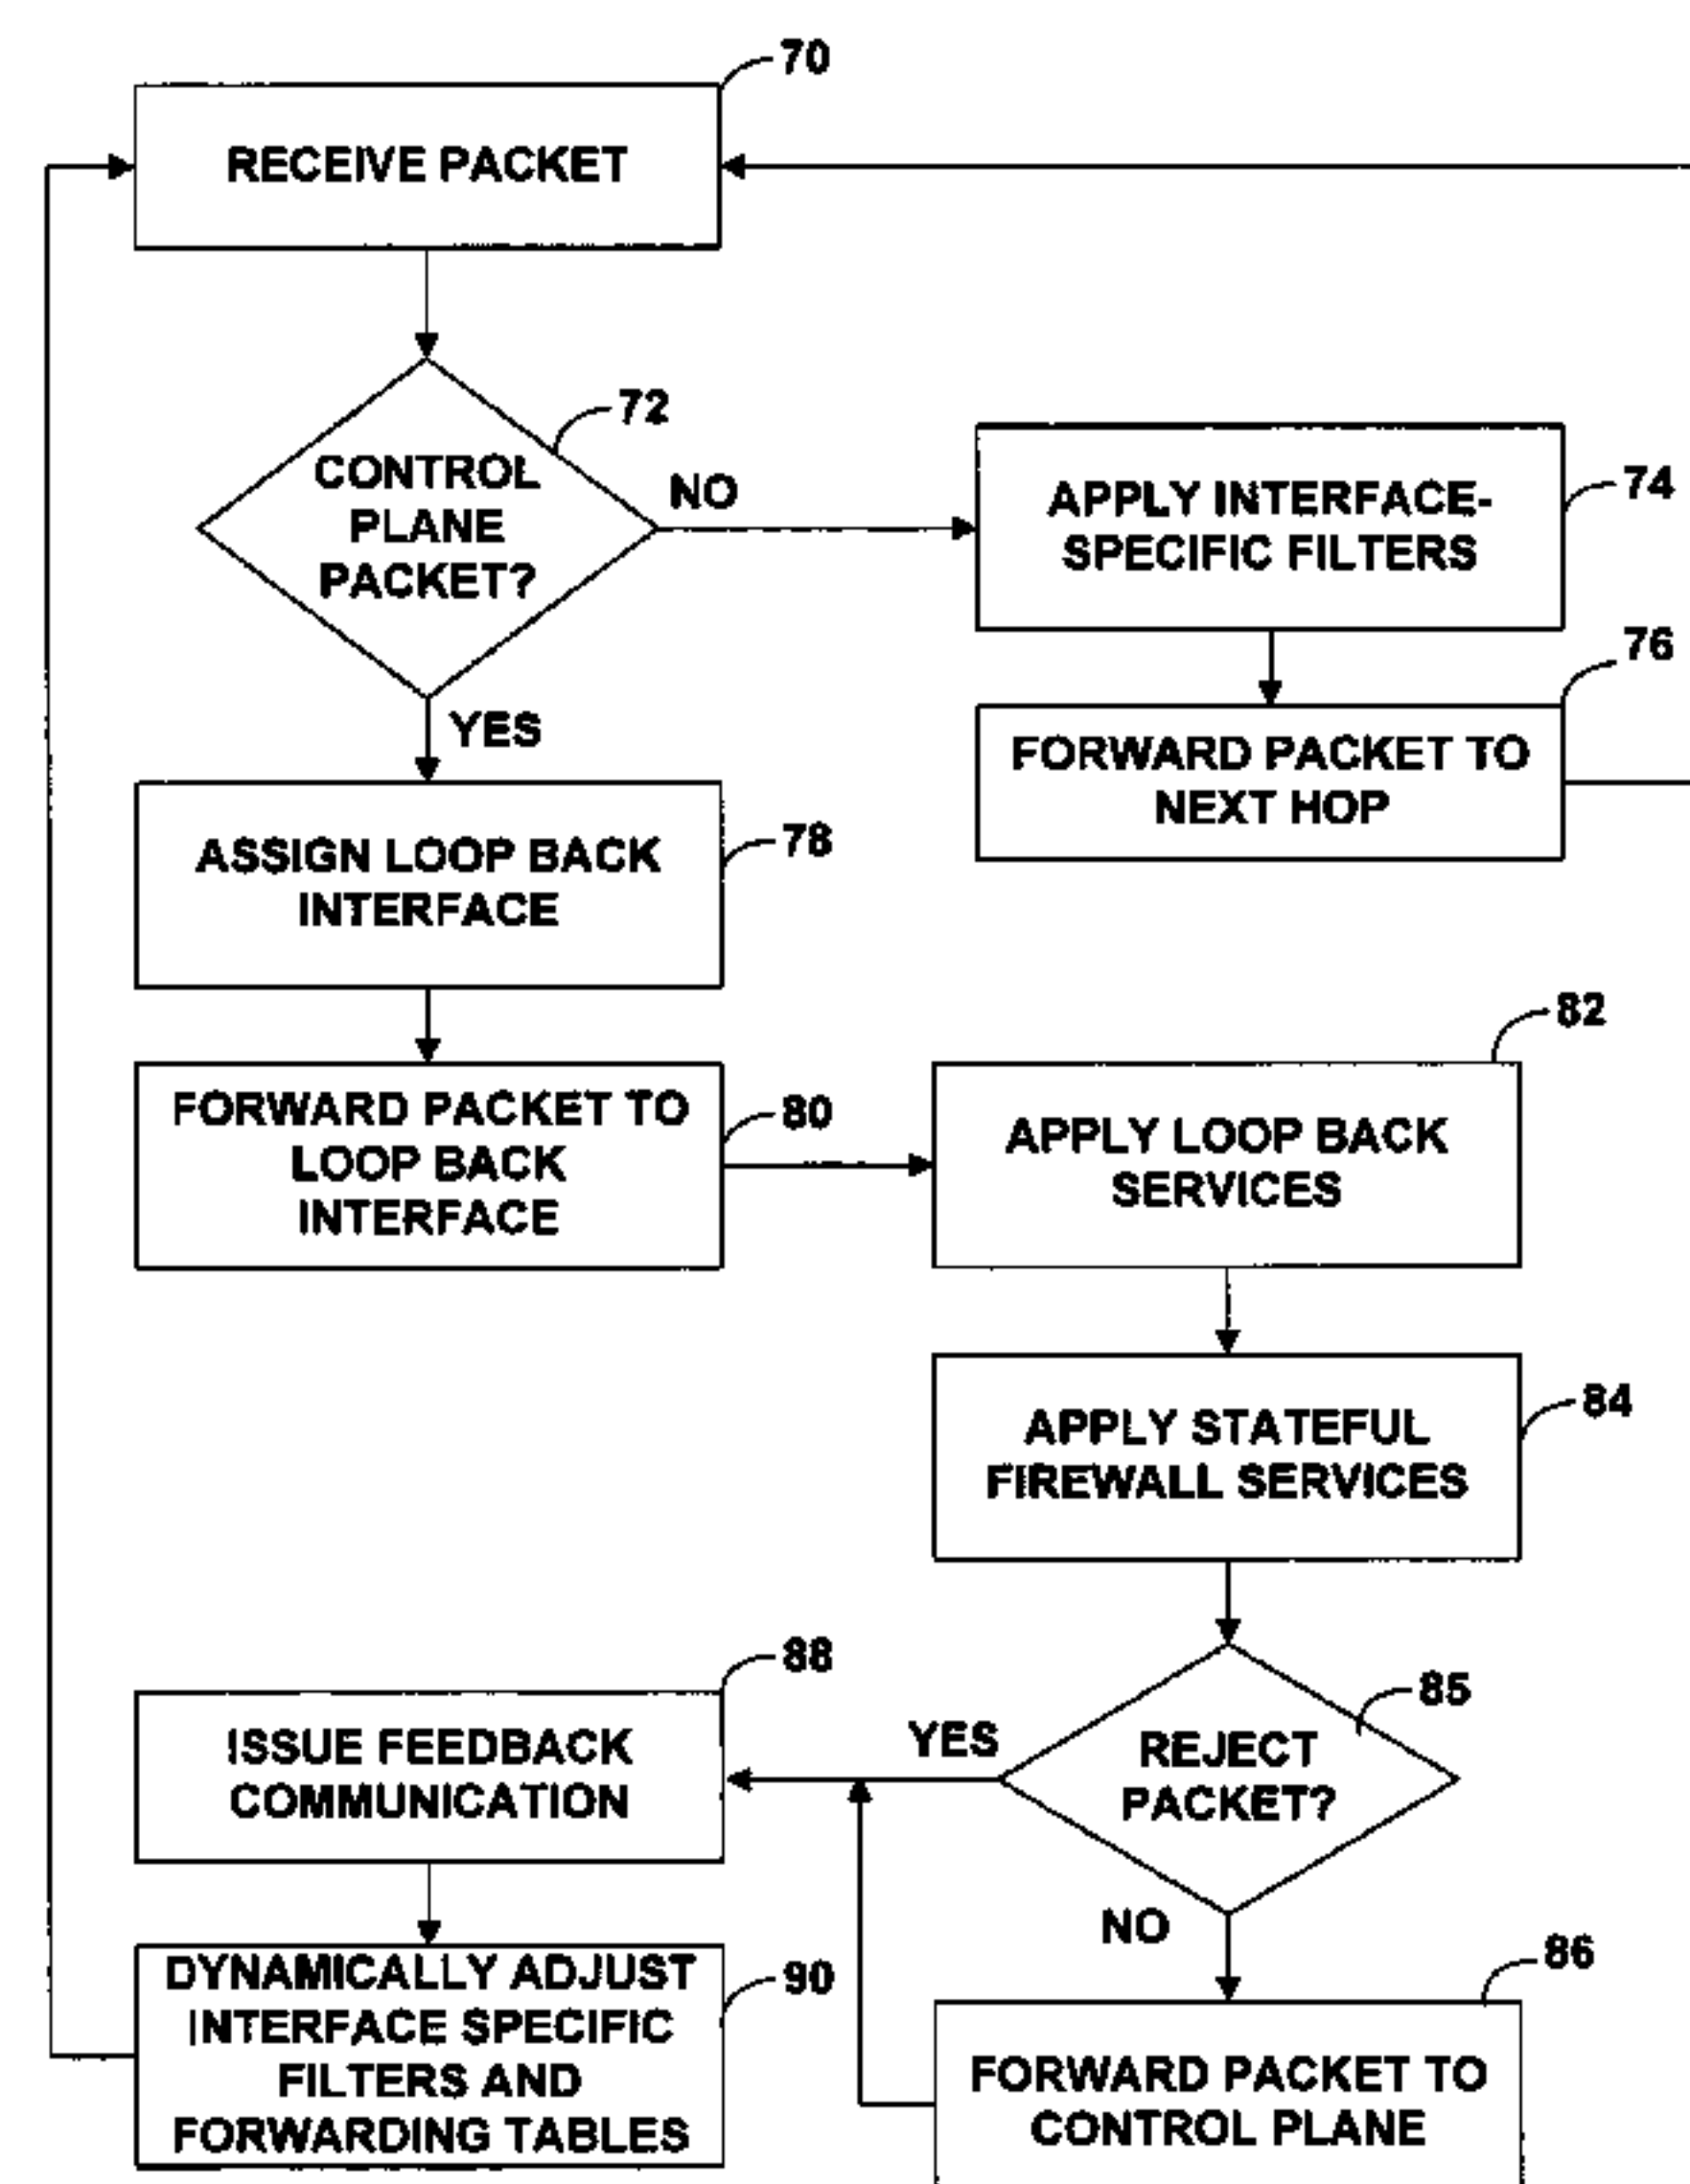 70
RECEIVE PACKET
72
CONTROL
PLANE
PACKET?
NO
YES
APPLY INTERFACE-
SPECIFIC FILTERS
74
76
FORWARD PACKET TO
NEXT HOP
ASSIGN LOOP BACK
INTERFACE
78
FORWARD PACKET TO
LOOP BACK
INTERFACE
80
82
APPLY LOOP BACK
SERVICES
APPLY STATEFUL
FIREWALL SERVICES
84
85
REJECT
PACKET?
YES
NO
88
ISSUE FEEDBACK
COMMUNICATION
DYNAMICALLY ADJUST
INTERFACE SPECIFIC
FILTERS AND
FORWARDING TABLES
90
86
FORWARD PACKET TO
CONTROL PLANE